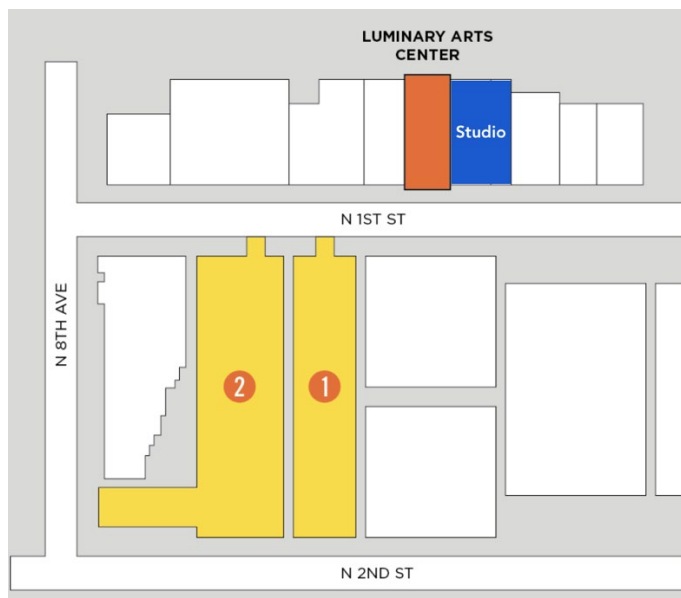 LUMINARY ARTS
CENTER
Studio
N 1ST ST
N 8TH AVE
2
1
N 2ND ST